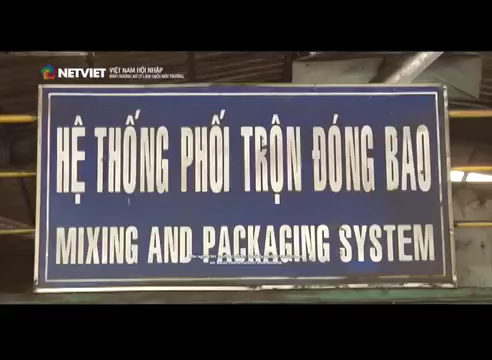 NETVIET
VIỆT NAM HỘI NHẬP
HỆ THỐNG PHỐI TRỘN ĐÓNG BAO
MIXING AND PACKAGING SYSTEM